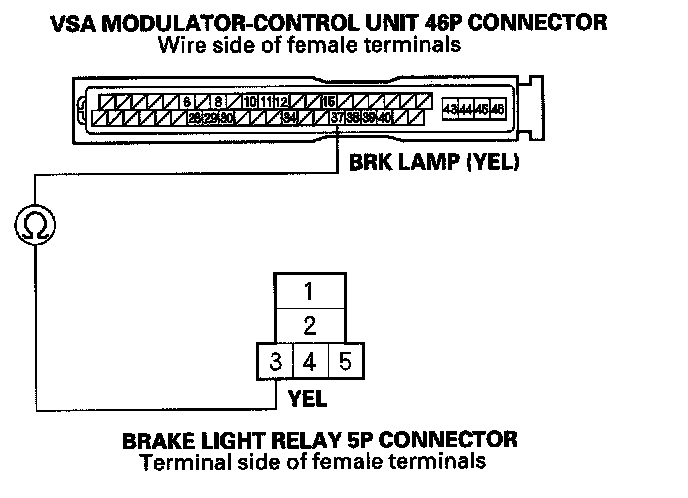 VSA MODULATOR-CONTROL UNIT 46P CONNECTOR
Wire side of female terminals
6 8 10 11 12 15
43 44 45 46
28 29 30 34 37 38 39 40
BRK LAMP (YEL)
Ω
1
2
3 4 5
YEL
BRAKE LIGHT RELAY 5P CONNECTOR
Terminal side of female terminals